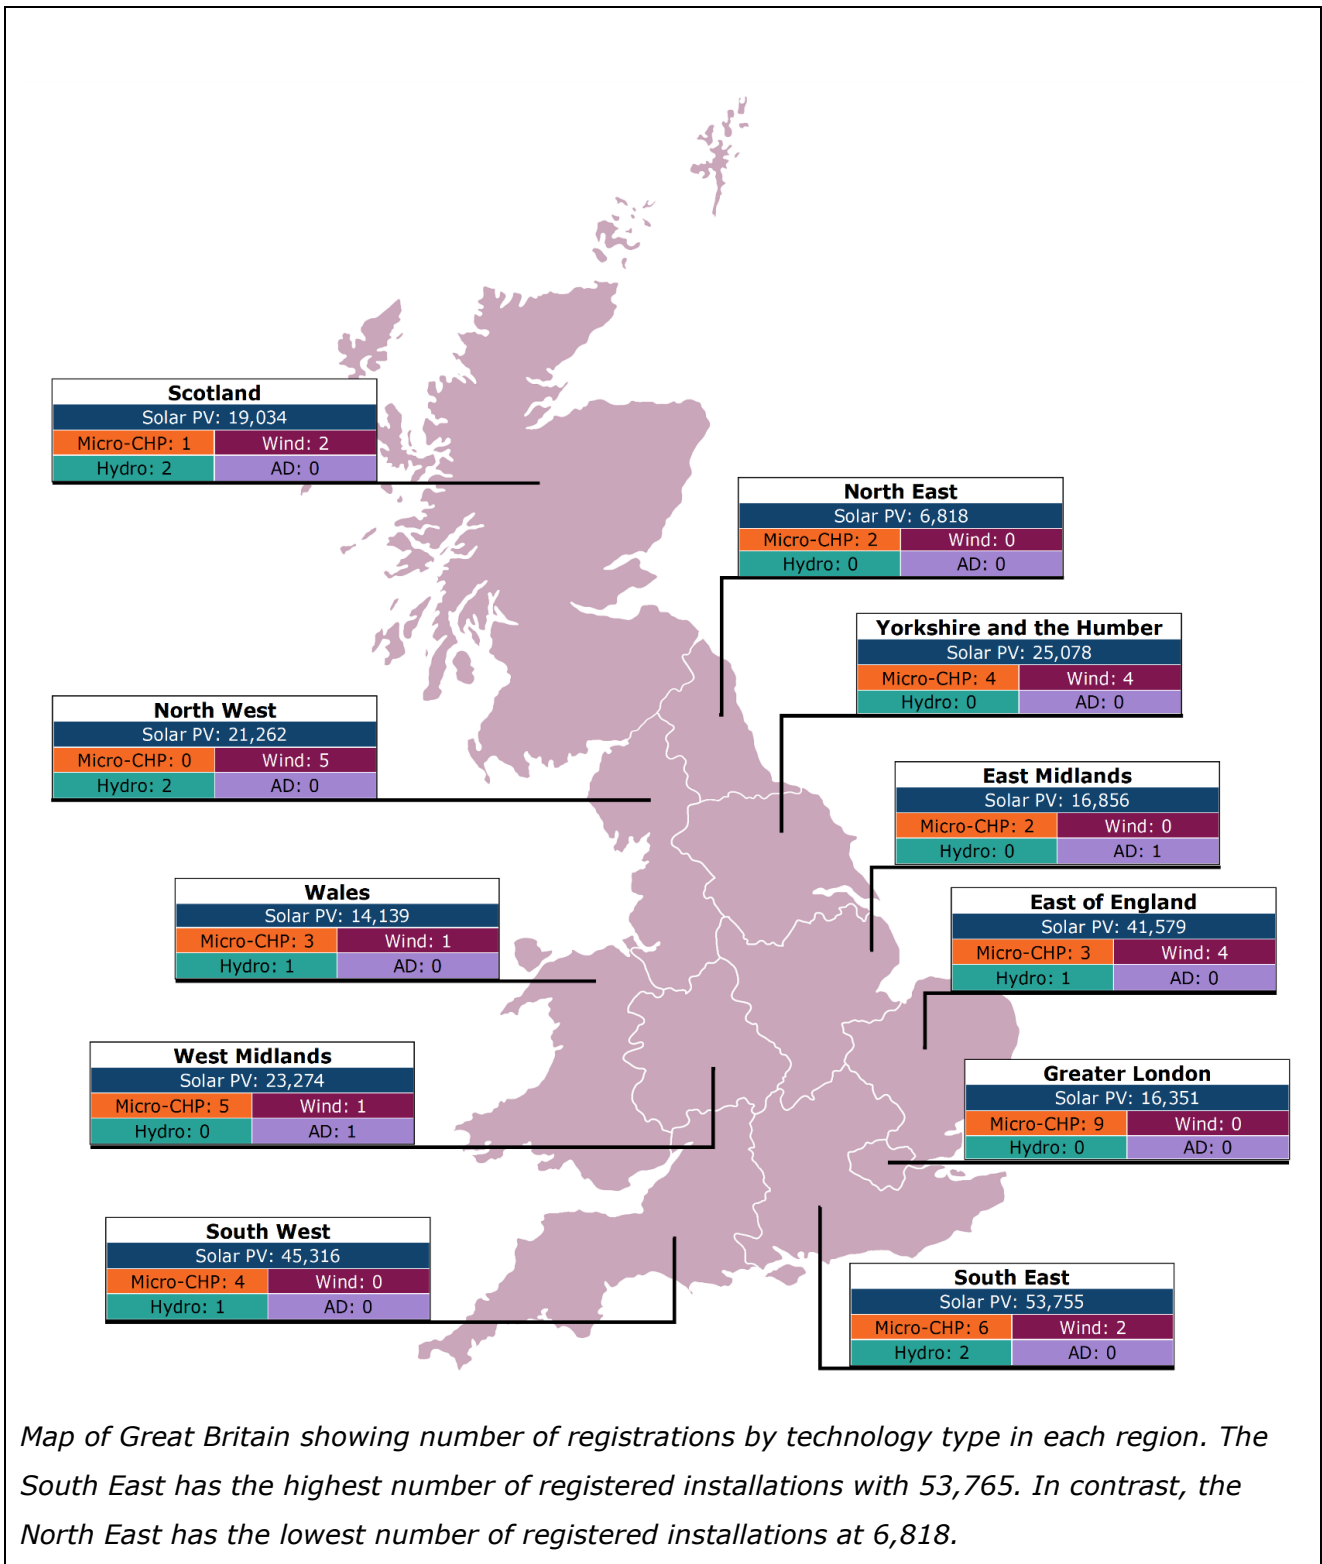 Scotland
Solar PV: 19,034
Micro-CHP: 1 Wind: 2
Hydro: 2 AD: 0
North East
Solar PV: 6,818
Micro-CHP: 2 Wind: 0
Hydro: 0 AD: 0
Yorkshire and the Humber
Solar PV: 25,078
Micro-CHP: 4 Wind: 4
Hydro: 0 AD: 0
North West
Solar PV: 21,262
Micro-CHP: 0 Wind: 5
Hydro: 2 AD: 0
East Midlands
Solar PV: 16,856
Micro-CHP: 2 Wind: 0
Hydro: 0 AD: 1
Wales
Solar PV: 14,139
Micro-CHP: 3 Wind: 1
Hydro: 1 AD: 0
East of England
Solar PV: 41,579
Micro-CHP: 3 Wind: 4
Hydro: 1 AD: 0
West Midlands
Solar PV: 23,274
Micro-CHP: 5 Wind: 1
Hydro: 0 AD: 1
Greater London
Solar PV: 16,351
Micro-CHP: 9 Wind: 0
Hydro: 0 AD: 0
South West
Solar PV: 45,316
Micro-CHP: 4 Wind: 0
Hydro: 1 AD: 0
South East
Solar PV: 53,755
Micro-CHP: 6 Wind: 2
Hydro: 2 AD: 0
Map of Great Britain showing number of registrations by technology type in each region. The
South East has the highest number of registered installations with 53,765. In contrast, the
North East has the lowest number of registered installations at 6,818.